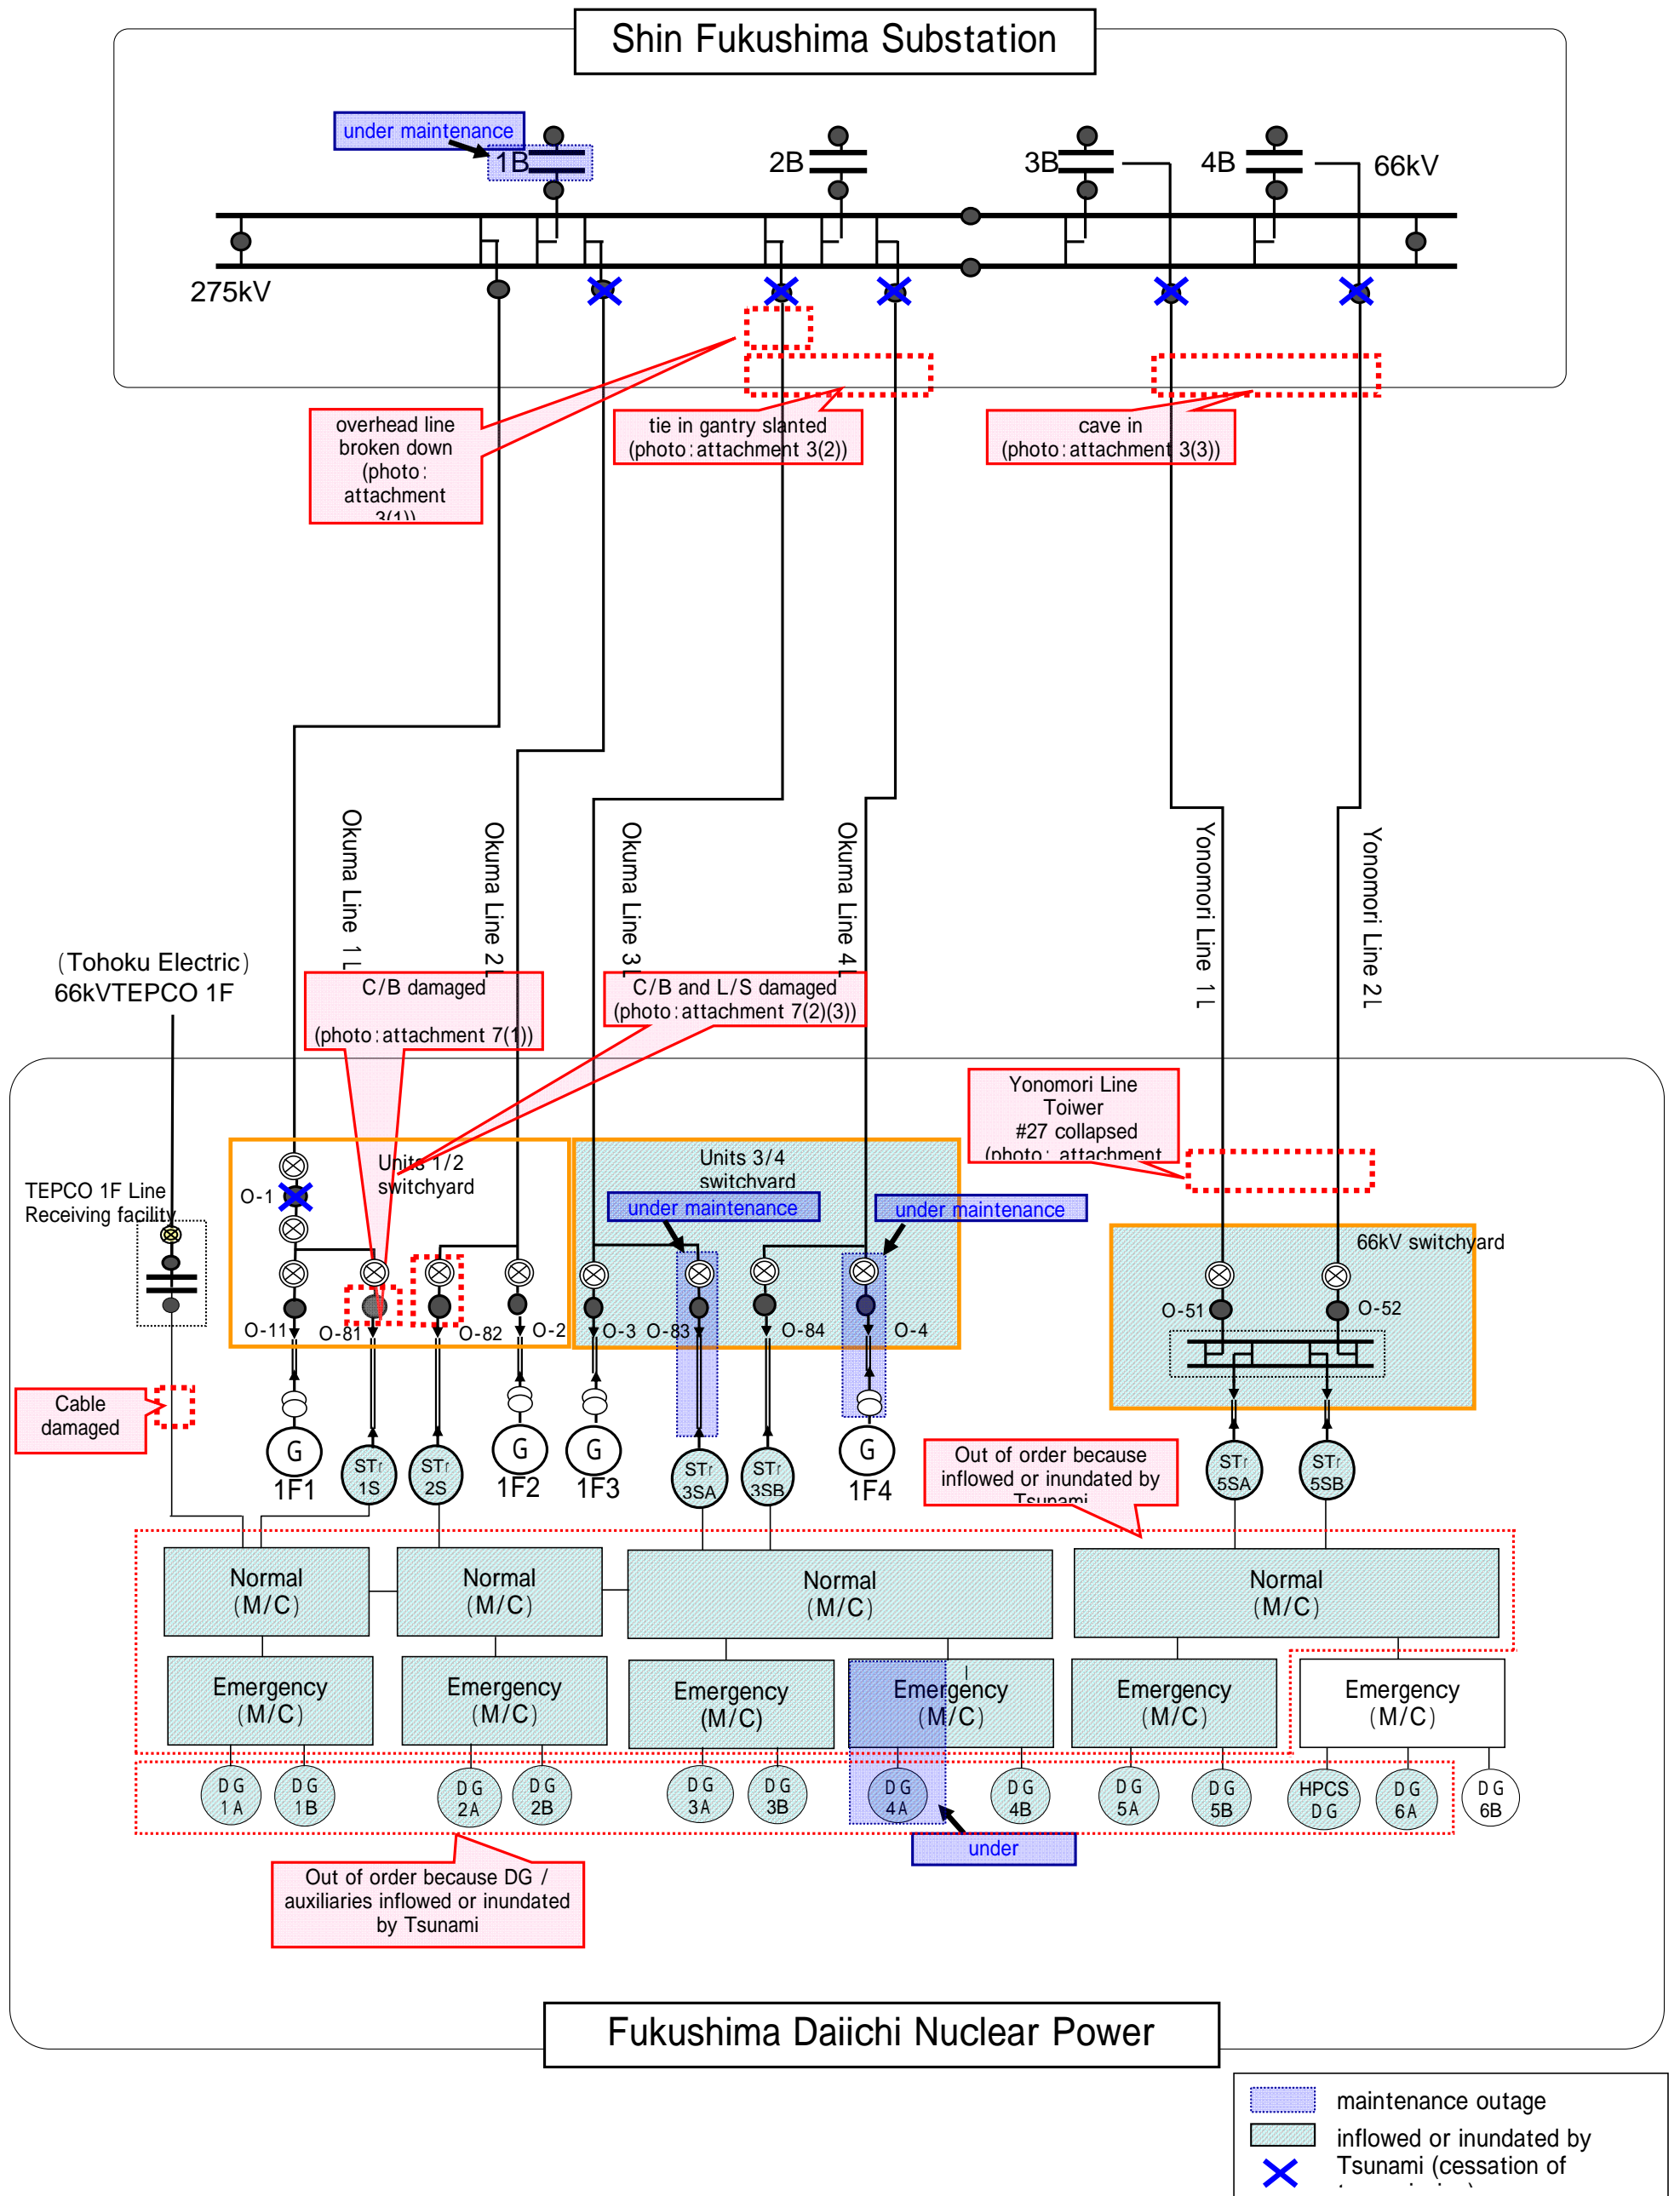 Shin Fukushima Substation
under maintenance
1B
2B
3B
4B
66kV
275kV
overhead line
broken down
(photo:
attachment
3(1))
tie in gantry slanted
(photo:attachment 3(2))
cave in
(photo:attachment 3(3))
Okuma Line 1L
Okuma Line 2L
Okuma Line 3L
Okuma Line 4L
Yonomori Line 1L
Yonomori Line 2L
(Tohoku Electric)
66kVTEPCO 1F
C/B damaged
(photo:attachment 7(1))
C/B and L/S damaged
(photo:attachment 7(2)(3))
Yonomori Line
Toiwer
#27 collapsed
(photo: attachment
TEPCO 1F Line
Receiving facility
Units 1/2
switchyard
Units 3/4
switchyard
under maintenance
under maintenance
66kV switchyard
O-1
O-11
O-81
O-82
O-2
O-3
O-83
O-84
O-4
O-51
O-52
Cable
damaged
G
1F1
STr
1S
STr
2S
G
1F2
G
1F3
STr
3SA
STr
3SB
G
1F4
STr
5SA
STr
5SB
Out of order because
inflowed or inundated by
Tsunami
Normal
(M/C)
Normal
(M/C)
Normal
(M/C)
Normal
(M/C)
Emergency
(M/C)
Emergency
(M/C)
Emergency
(M/C)
Emergency
(M/C)
Emergency
(M/C)
Emergency
(M/C)
DG
1A
DG
1B
DG
2A
DG
2B
DG
3A
DG
3B
DG
4A
DG
4B
DG
5A
DG
5B
HPCS
DG
DG
6A
DG
6B
under
Out of order because DG /
auxiliaries inflowed or inundated
by Tsunami
Fukushima Daiichi Nuclear Power
maintenance outage
inflowed or inundated by
Tsunami (cessation of